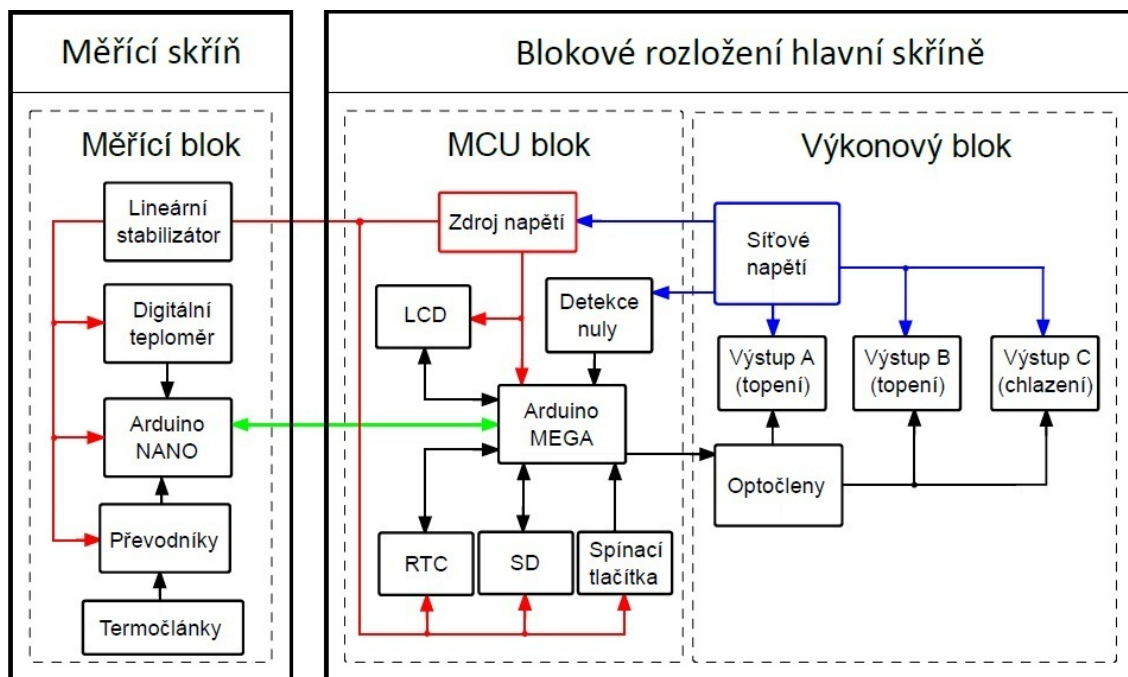 Měřící skříň
Blokové rozložení hlavní skříně
Měřící blok
Lineární
stabilizátor
Digitální
teploměr
Arduino
NANO
Převodníky
Termočlánky
MCU blok
Zdroj napětí
LCD
Detekce
nuly
Arduino
MEGA
RTC
SD
Spínací
tlačítka
Výkonový blok
Síťové
napětí
Výstup A
(topení)
Výstup B
(topení)
Výstup C
(chlazení)
Optočleny